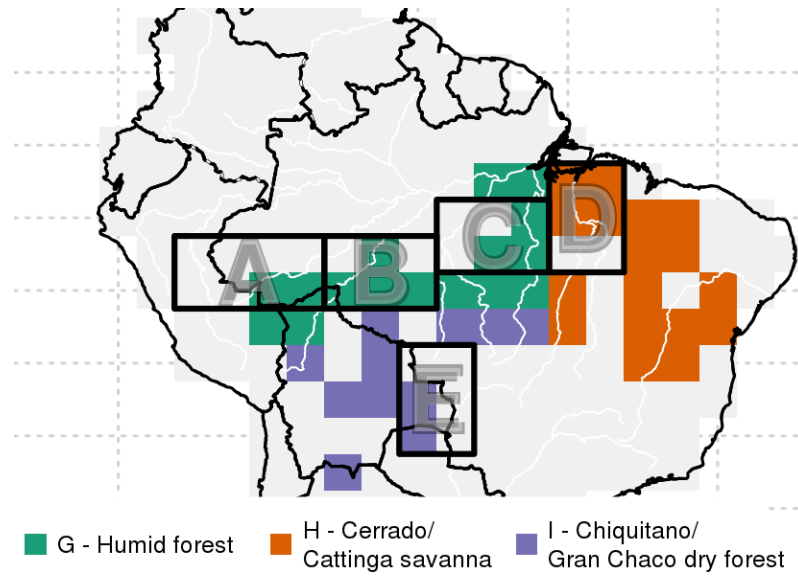 A
B
C
D
E
G - Humid forest
H - Cerrado/
Cattinga savanna
I - Chiquitano/
Gran Chaco dry forest